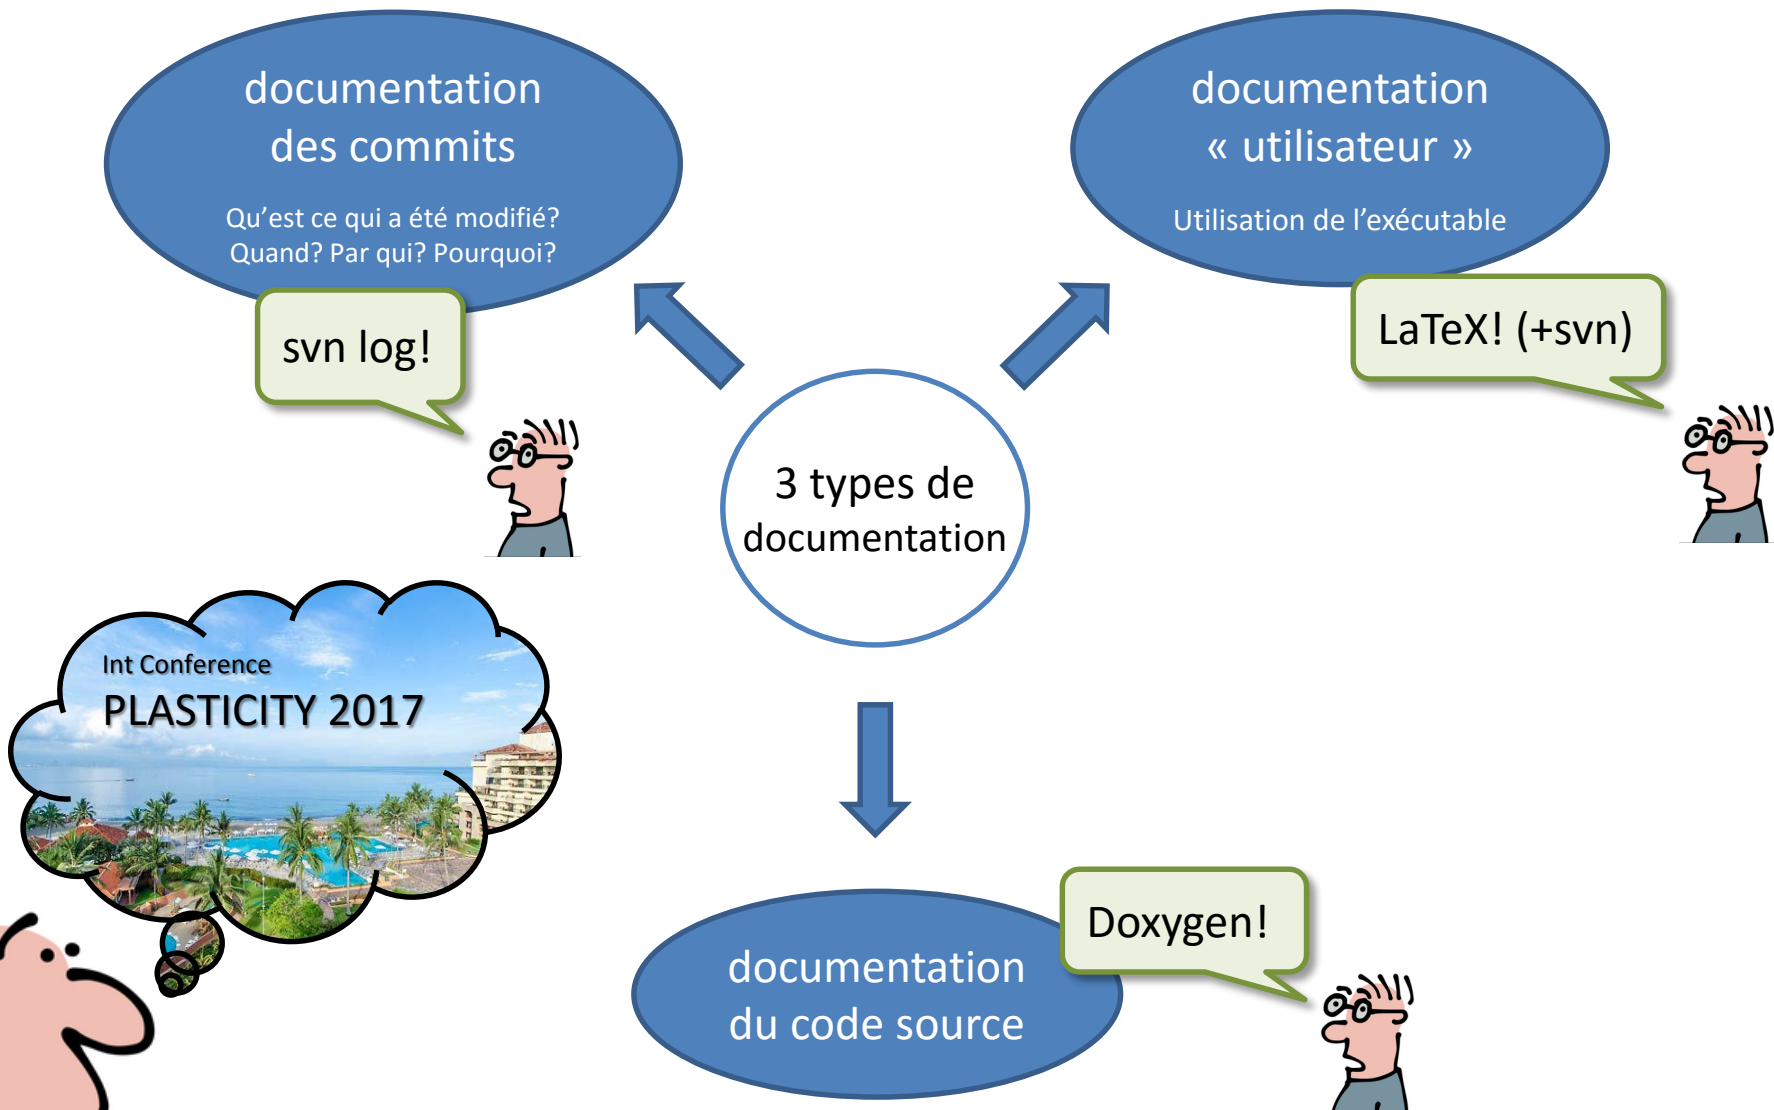 documentation
des commits
Qu’est ce qui a été modifié?
Quand? Par qui? Pourquoi?
svn log!
documentation
« utilisateur »
Utilisation de l’exécutable
LaTeX! (+svn)
3 types de
documentation
Int Conference
PLASTICITY 2017
Doxygen!
documentation
du code source